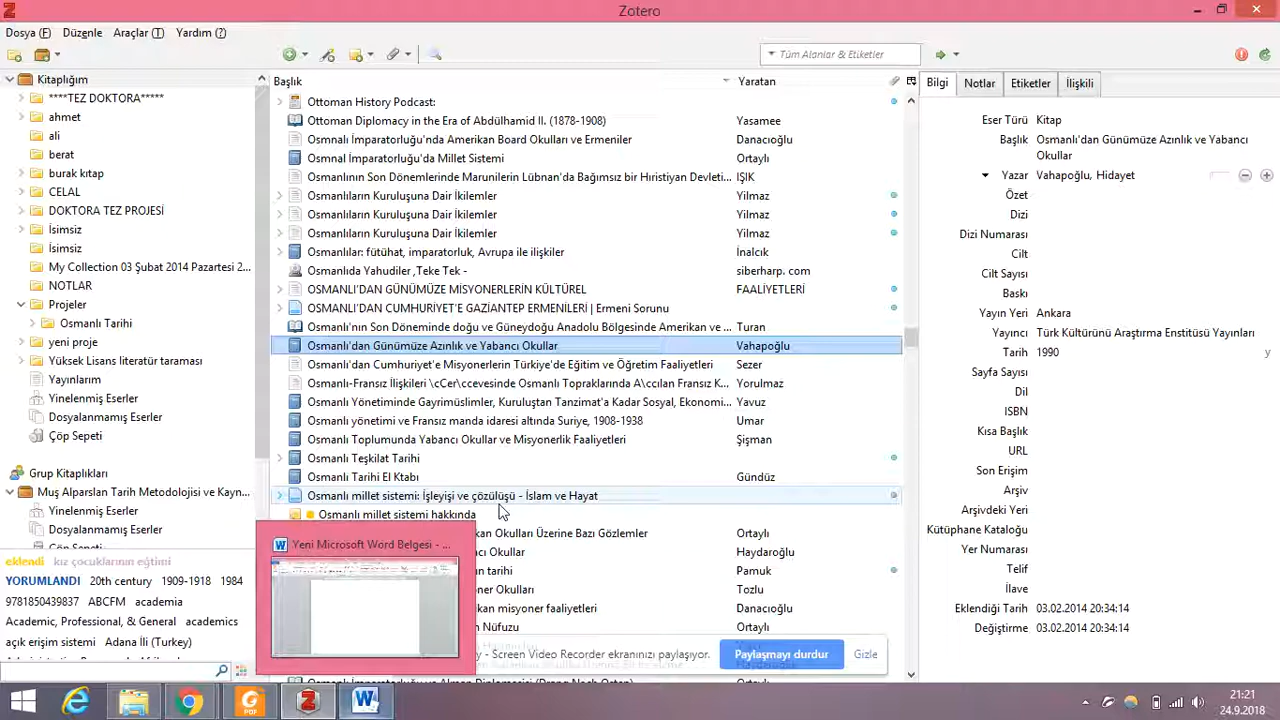 Zotero
Dosya (F) Düzenle Araçlar (T) Yardım (?)
Tüm Alanlar & Etiketler
Kitaplığım
****TEZ DOKTORA*****
ahmet
ali
berat
burak kıtap
CELAL
DOKTORA TEZ PROJESİ
İsimsiz
İsimsiz
My Collection 03 Şubat 2014 Pazartesi 2...
NOTLAR
Projeler
Osmanlı Tarihi
yeni proje
Yüksek Lisans literatür taraması
Yayınlarım
Yinelenmiş Eserler
Dosyalanmamış Eserler
Çöp Sepeti
Grup Kitaplıkları
Muş Alparslan Tarih Metodolojisi ve Kayn...
Yinelenmiş Eserler
Dosyalanmamış Eserler
Çöp Sepeti
eklendi kız çocuklarının eğitimi
YORUMLANDI 20th century 1909-1918 1984
9781850439837 ABCFM academia
Academic, Professional, & General academics
açık erişim sistemi Adana İli (Turkey)
Başlık Yaratan
Ottoman History Podcast:
Ottoman Diplomacy in the Era of Abdülhamid II. (1878-1908) Yasamee
Osmnalı İmparatorluğu'nda Amerikan Board Okulları ve Ermeniler Danacıoğlu
Osmnal İmparatorluğu'da Millet Sistemi Ortaylı
Osmanlının Son Dönemlerinde Marunilerin Lübnan'da Bağımsız bir Hıristiyan Devleti... IŞIK
Osmanlıların Kuruluşuna Dair İkilemler Yilmaz
Osmanlıların Kuruluşuna Dair İkilemler Yilmaz
Osmanlıların Kuruluşuna Dair İkilemler Yilmaz
Osmanlılar: fütühat, imparatorluk, Avrupa ile ilişkiler İnalcık
Osmanlıda Yahudiler ,Teke Tek - siberharp. com
OSMANLI'DAN GÜNÜMÜZE MİSYONERLERİN KÜLTÜREL FAALİYETLERİ
OSMANLI'DAN CUMHURİYET'E GAZİANTEP ERMENİLERİ | Ermeni Sorunu
Osmanlı'nın Son Döneminde doğu ve Güneydoğu Anadolu Bölgesinde Amerikan ve ... Turan
Osmanlı'dan Günümüze Azınlık ve Yabancı Okullar Vahapoğlu
Osmanlı'dan Cumhuriyet'e Misyonerlerin Türkiye'de Eğitim ve Öğretim Faaliyetleri Sezer
Osmanlı-Fransız İlişkileri \cCer\ccevesinde Osmanlı Topraklarında A\ccılan Fransız K... Yorulmaz
Osmanlı Yönetiminde Gayrimüslimler, Kuruluştan Tanzimat'a Kadar Sosyal, Ekonomi... Yavuz
Osmanlı yönetimi ve Fransız manda idaresi altında Suriye, 1908-1938 Umar
Osmanlı Toplumunda Yabancı Okullar ve Misyonerlik Faaliyetleri Şişman
Osmanlı Teşkilat Tarihi
Osmanlı Tarihi El Ktabı Gündüz
Osmanlı millet sistemi: İşleyişi ve çözülüşü - İslam ve Hayat
Osmanlı millet sistemi hakkında
kan Okulları Üzerine Bazı Gözlemler Ortaylı
ncı Okullar Haydaroğlu
n tarihi Pamuk
oner Okulları Tozlu
kan misyoner faaliyetleri Danacıoğlu
Nüfuzu Ortaylı
Yeni Microsoft Word Belgesi - ...
- Screen Video Recorder ekranınızı paylaşıyor. Paylaşmayı durdur Gizle
Bilgi Notlar Etiketler İlişkili
Eser Türü Kitap
Başlık Osmanlı'dan Günümüze Azınlık ve Yabancı
Okullar
Yazar Vahapoğlu, Hidayet
Özet
Dizi
Dizi Numarası
Cilt
Cilt Sayısı
Baskı
Yayın Yeri Ankara
Yayıncı Türk Kültürünü Araştırma Enstitüsü Yayınları
Tarih 1990 y
Sayfa Sayısı
Dil
ISBN
Kısa Başlık
URL
Son Erişim
Arşiv
Arşivdeki Yeri
Kütüphane Kataloğu
Yer Numarası
Telif
İlave
Eklendiği Tarih 03.02.2014 20:34:14
Değiştirme 03.02.2014 20:34:14
21:21
24.9.2018